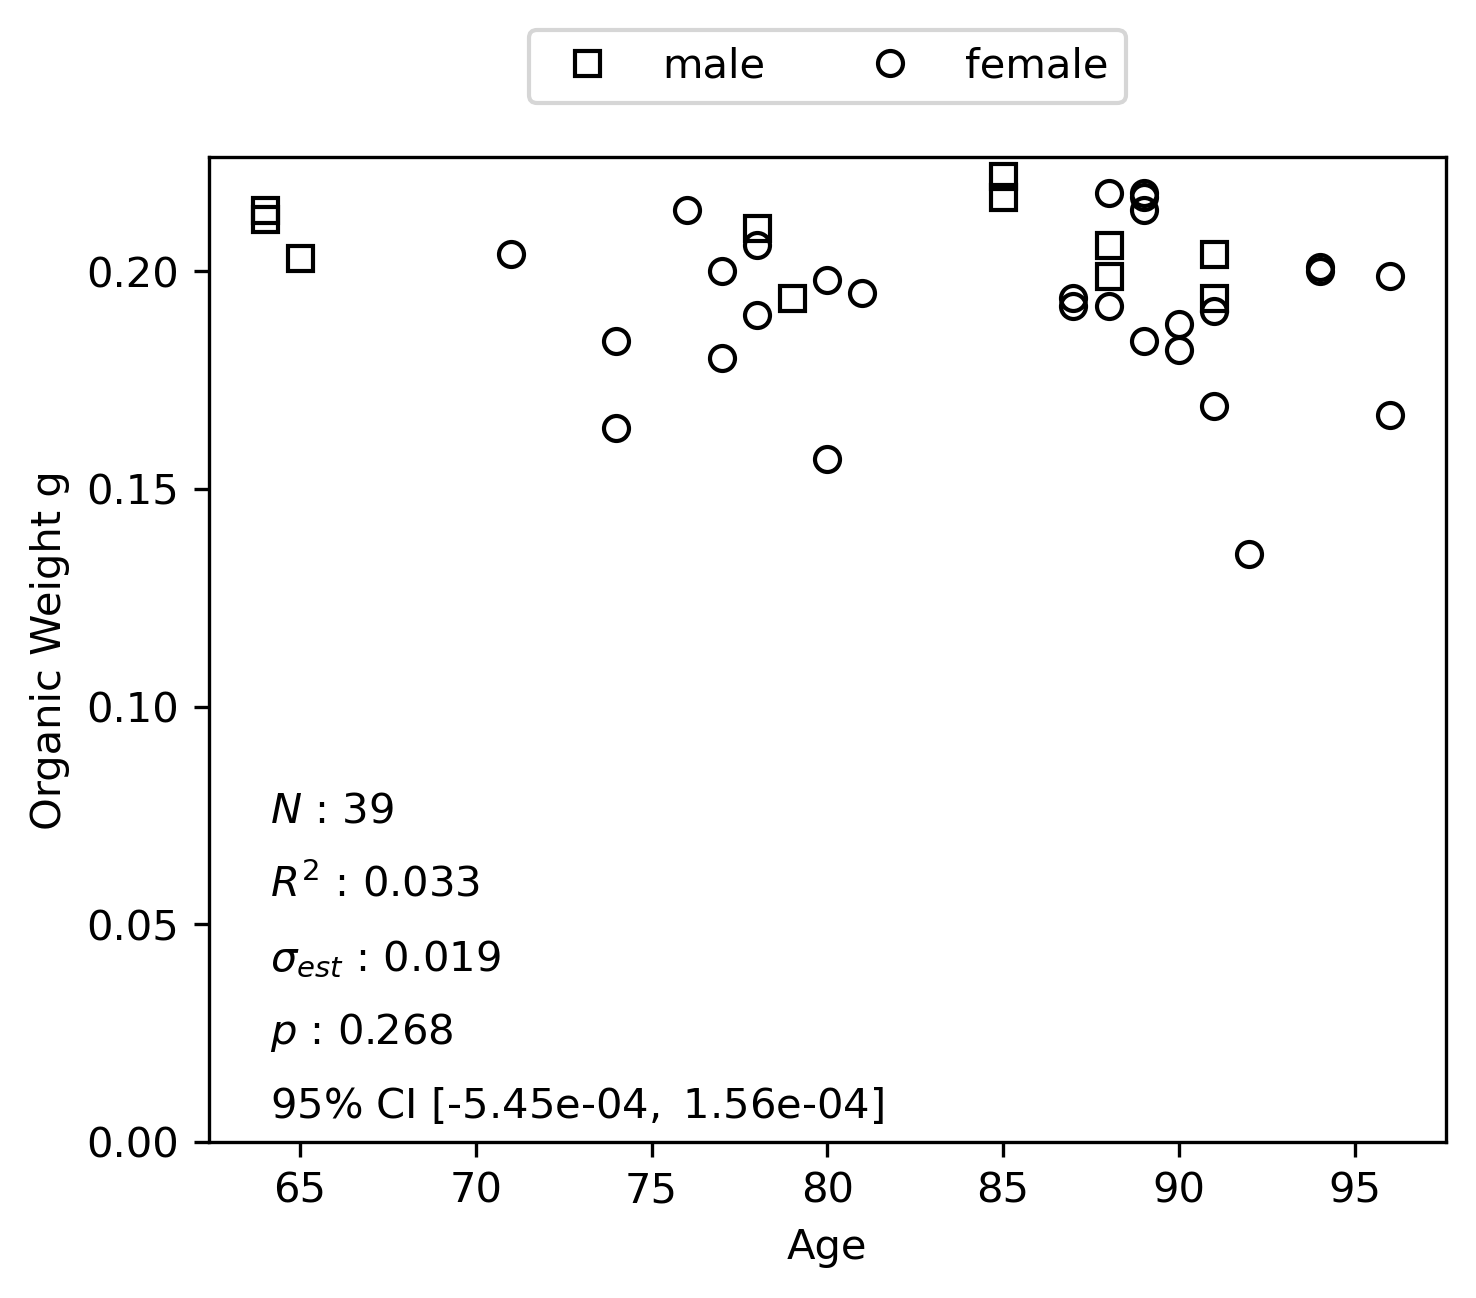 male female
Organic Weight g
0.20
0.15
0.10
0.05
0.00
N : 39
R² : 0.033
σest : 0.019
p : 0.268
95% CI [-5.45e-04, 1.56e-04]
65 70 75 80 85 90 95
Age